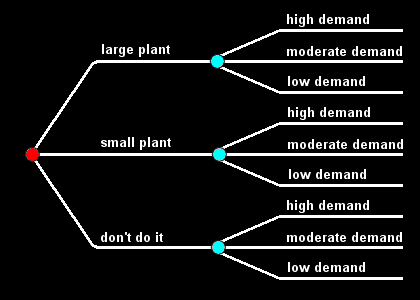 large plant
high demand
moderate demand
low demand
small plant
high demand
moderate demand
low demand
don't do it
high demand
moderate demand
low demand